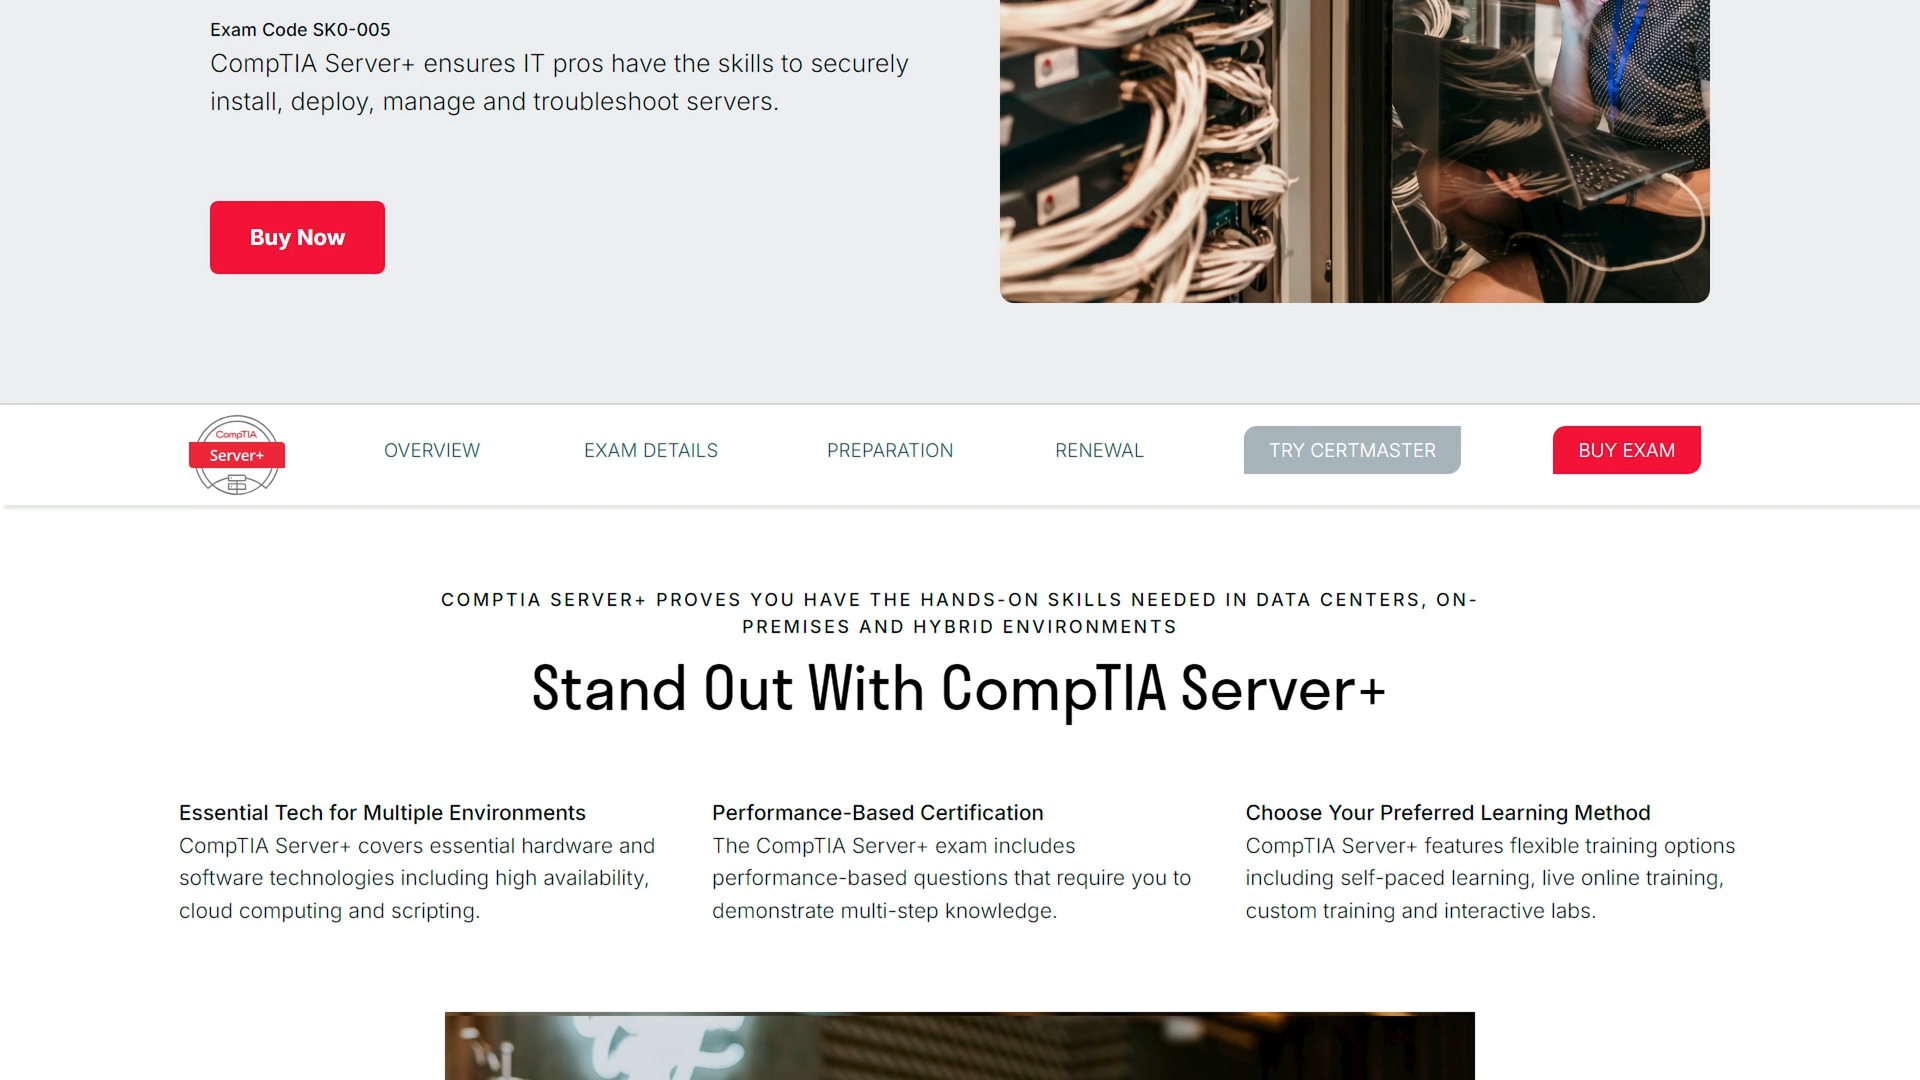 Exam Code SK0-005
CompTIA Server+ ensures IT pros have the skills to securely
install, deploy, manage and troubleshoot servers.
Buy Now
CompTIA
Server+
OVERVIEW
EXAM DETAILS
PREPARATION
RENEWAL
TRY CERTMASTER
BUY EXAM
COMPTIA SERVER+ PROVES YOU HAVE THE HANDS-ON SKILLS NEEDED IN DATA CENTERS, ON-
PREMISES AND HYBRID ENVIRONMENTS
Stand Out With CompTIA Server+
Essential Tech for Multiple Environments
CompTIA Server+ covers essential hardware and
software technologies including high availability,
cloud computing and scripting.
Performance-Based Certification
The CompTIA Server+ exam includes
performance-based questions that require you to
demonstrate multi-step knowledge.
Choose Your Preferred Learning Method
CompTIA Server+ features flexible training options
including self-paced learning, live online training,
custom training and interactive labs.